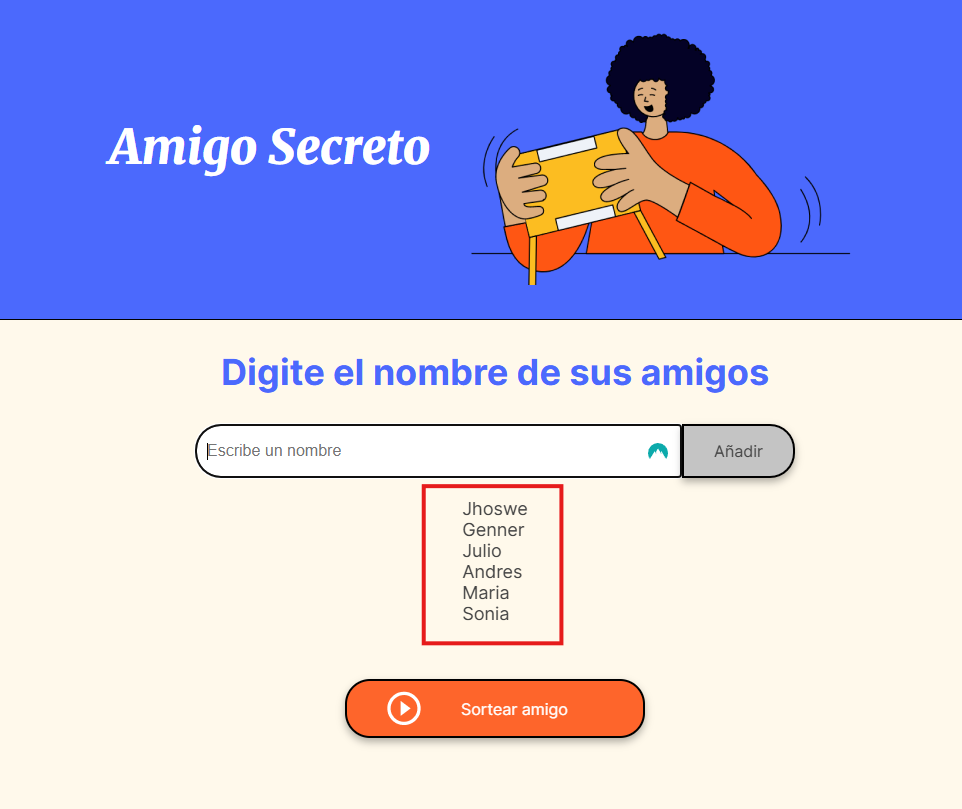 Amigo Secreto
Digite el nombre de sus amigos
Escribe un nombre
Añadir
Jhoswe
Genner
Julio
Andres
Maria
Sonia
Sortear amigo